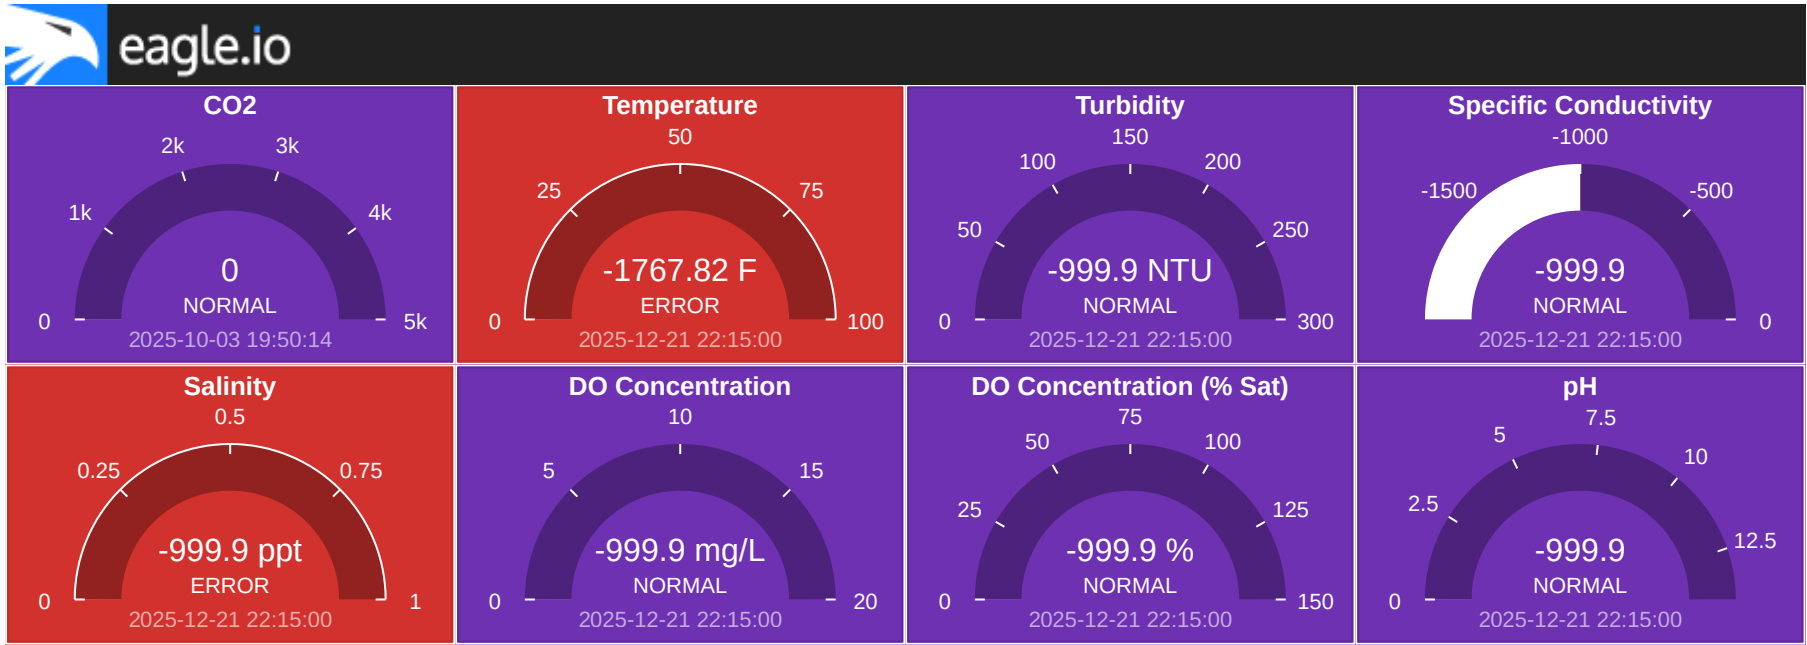 eagle.io
CO2
2k
3k
1k
4k
0
NORMAL
0
5k
2025-10-03 19:50:14
Temperature
50
25
75
-1767.82 F
ERROR
0
100
2025-12-21 22:15:00
Turbidity
150
100
200
50
250
-999.9 NTU
NORMAL
0
300
2025-12-21 22:15:00
Specific Conductivity
-1000
-1500
-500
-999.9
NORMAL
0
2025-12-21 22:15:00
Salinity
0.5
0.25
0.75
-999.9 ppt
ERROR
0
1
2025-12-21 22:15:00
DO Concentration
10
5
15
-999.9 mg/L
NORMAL
0
20
2025-12-21 22:15:00
DO Concentration (% Sat)
75
50
100
25
125
-999.9 %
NORMAL
0
150
2025-12-21 22:15:00
pH
7.5
5
10
2.5
12.5
-999.9
NORMAL
0
2025-12-21 22:15:00